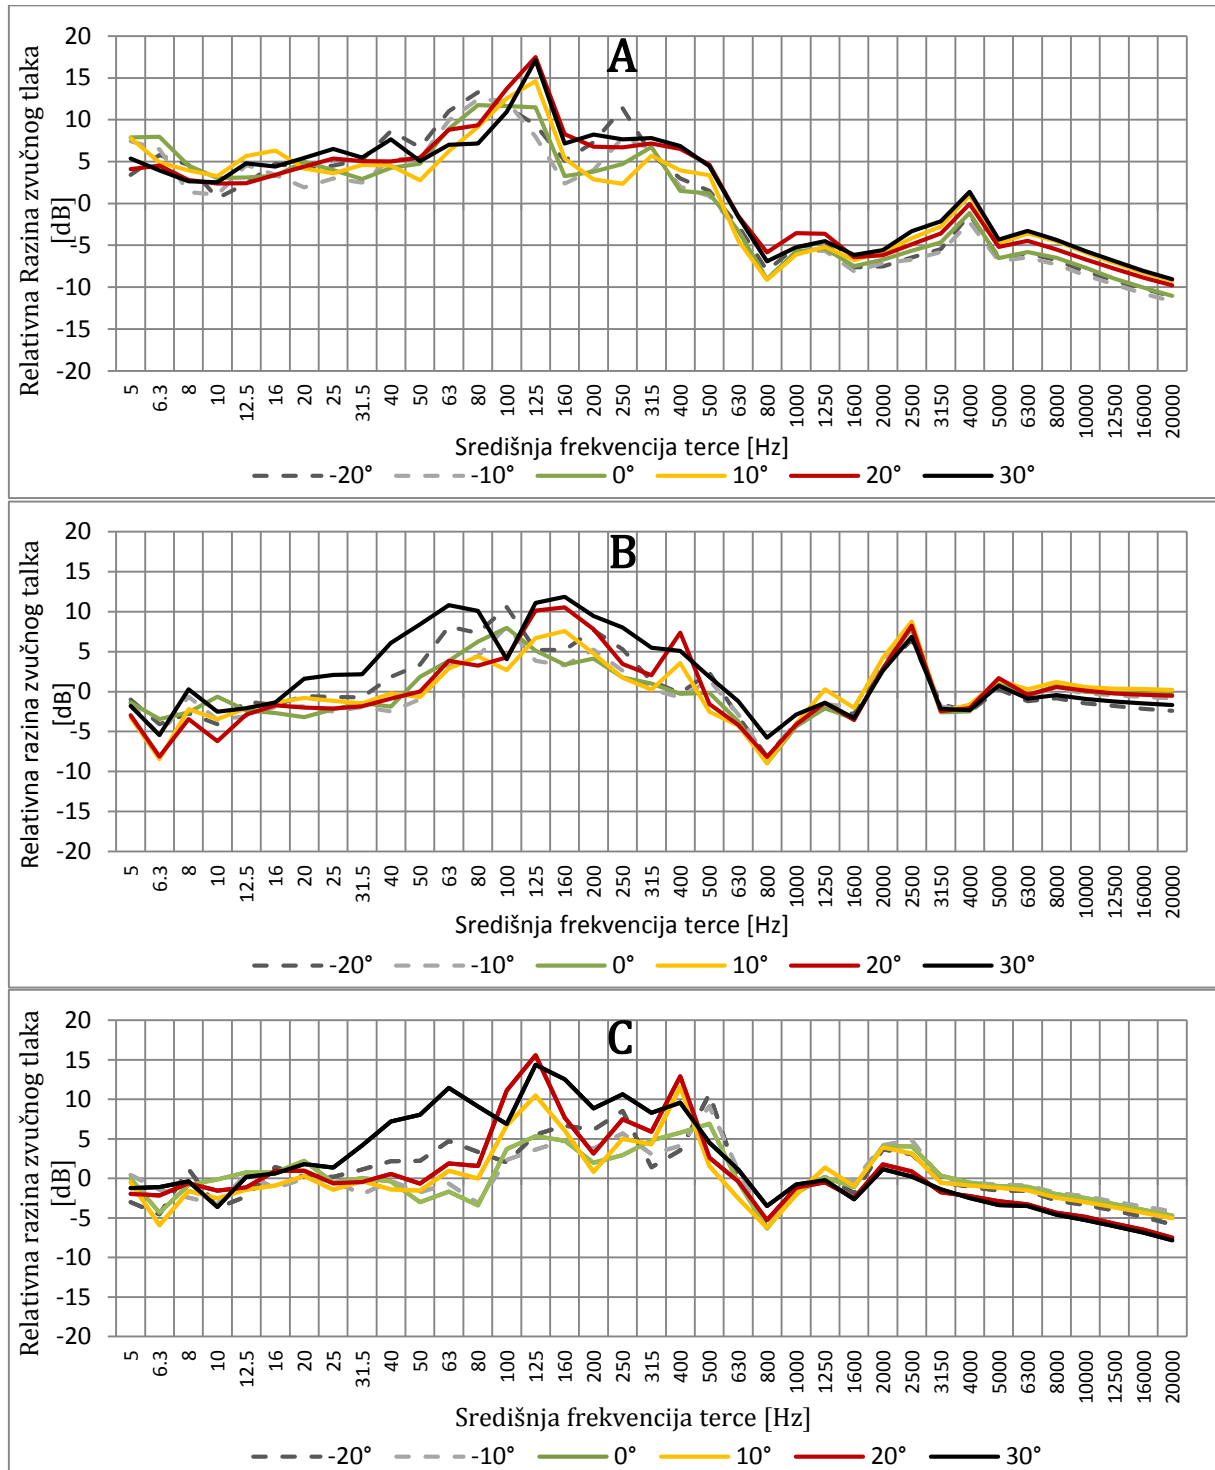 Relativna Razina zvučnog tlaka
[dB]
A
20
15
10
5
0
-5
-10
-15
-20
5 6.3 8 10 12.5 16 20 25 31.5 40 50 63 80 100 125 160 200 250 315 400 500 630 800 1000 1250 1600 2000 2500 3150 4000 5000 6300 8000 10000 12500 16000 20000
Središnja frekvencija terce [Hz]
-20° -10° 0° 10° 20° 30°
Relativna razina zvučnog talka
[dB]
B
20
15
10
5
0
-5
-10
-15
-20
5 6.3 8 10 12.5 16 20 25 31.5 40 50 63 80 100 125 160 200 250 315 400 500 630 800 1000 1250 1600 2000 2500 3150 4000 5000 6300 8000 10000 12500 16000 20000
Središnja frekvencija terce [Hz]
-20° -10° 0° 10° 20° 30°
Relativna razina zvučnog tlaka
[dB]
C
20
15
10
5
0
-5
-10
-15
-20
5 6.3 8 10 12.5 16 20 25 31.5 40 50 63 80 100 125 160 200 250 315 400 500 630 800 1000 1250 1600 2000 2500 3150 4000 5000 6300 8000 10000 12500 16000 20000
Središnja frekvencija terce [Hz]
-20° -10° 0° 10° 20° 30°